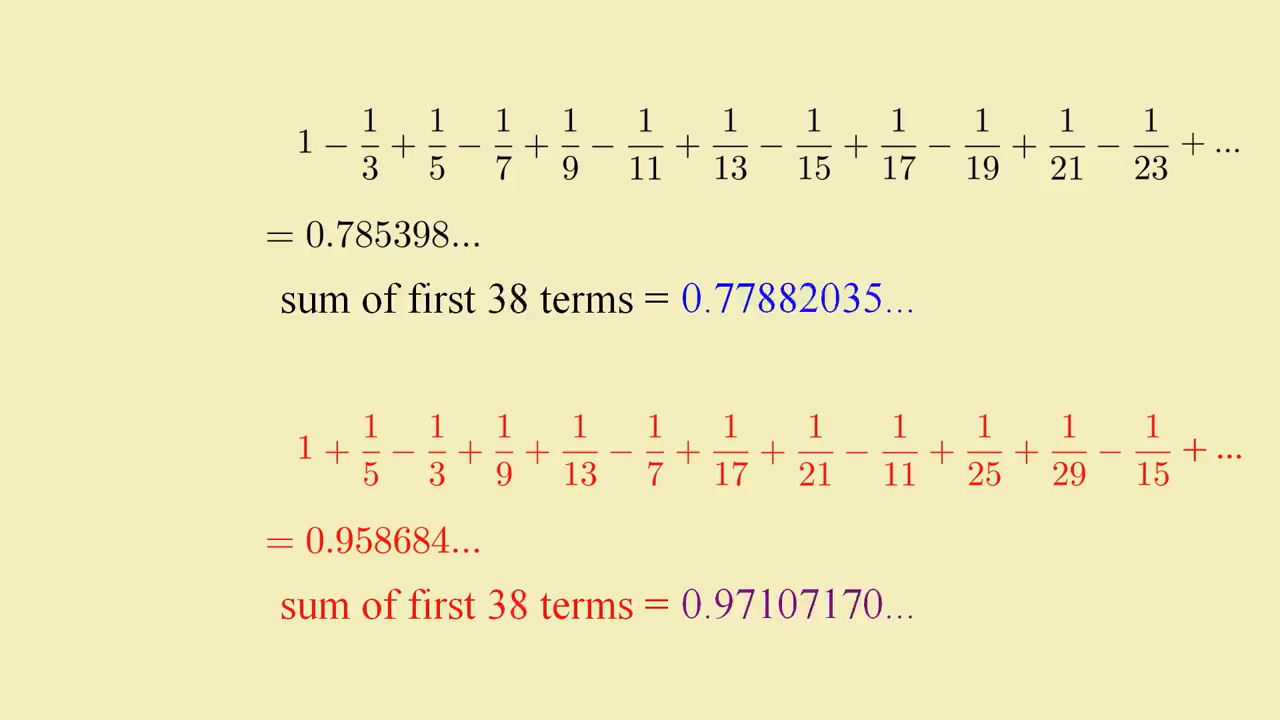 1 − 1/3 + 1/5 − 1/7 + 1/9 − 1/11 + 1/13 − 1/15 + 1/17 − 1/19 + 1/21 − 1/23 + ...
= 0.785398...
sum of first 38 terms = 0.77882035...
1 + 1/5 − 1/3 + 1/9 + 1/13 − 1/7 + 1/17 + 1/21 − 1/11 + 1/25 + 1/29 − 1/15 + ...
= 0.958684...
sum of first 38 terms = 0.97107170...